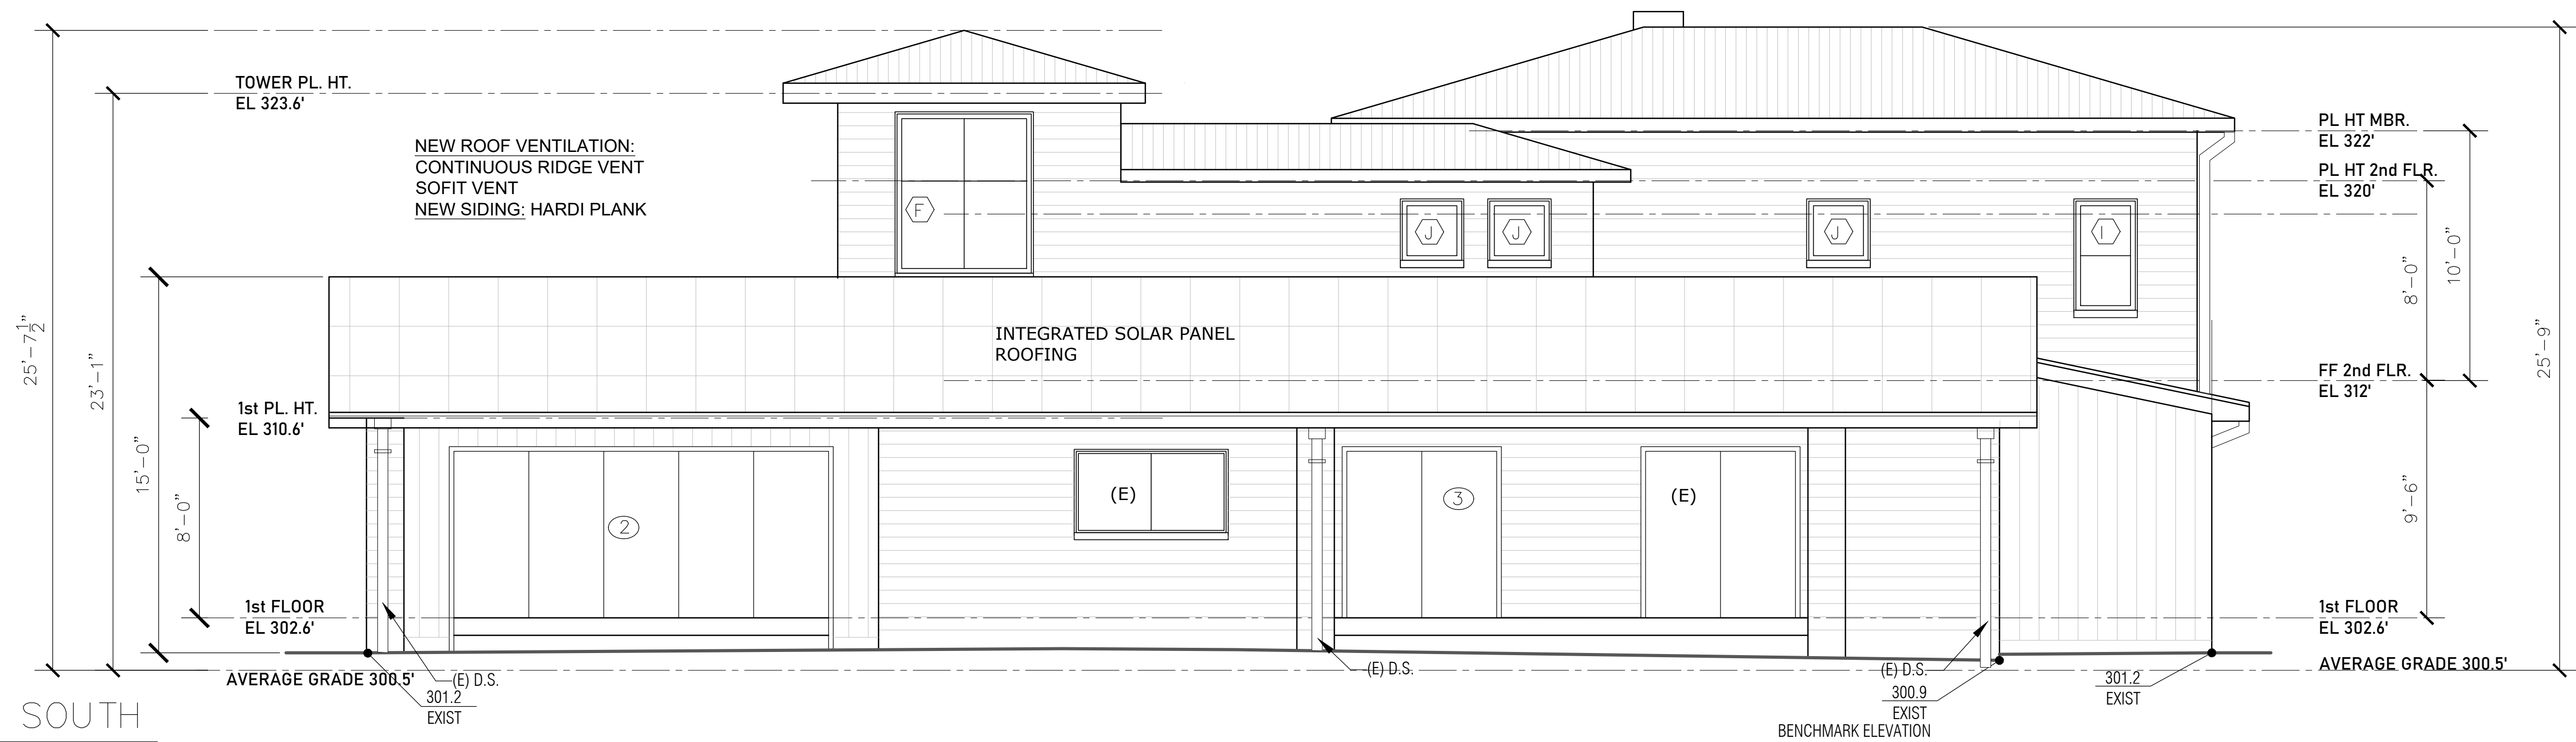 TOWER PL. HT.
EL 323.6'
NEW ROOF VENTILATION:
CONTINUOUS RIDGE VENT
SOFIT VENT
NEW SIDING: HARDI PLANK
PL HT MBR.
EL 322'
PL HT 2nd FLR.
EL 320'
F
J
J
J
I
25'-7 1/2"
23'-1"
15'-0"
8'-0"
INTEGRATED SOLAR PANEL
ROOFING
8'-0"
10'-0"
25'-9"
9'-6"
FF 2nd FLR.
EL 312'
1st PL. HT.
EL 310.6'
2
(E)
3
(E)
1st FLOOR
EL 302.6'
1st FLOOR
EL 302.6'
AVERAGE GRADE 300.5'
(E) D.S.
301.2
EXIST
(E) D.S.
(E) D.S.
300.9
EXIST
BENCHMARK ELEVATION
301.2
EXIST
AVERAGE GRADE 300.5'
SOUTH